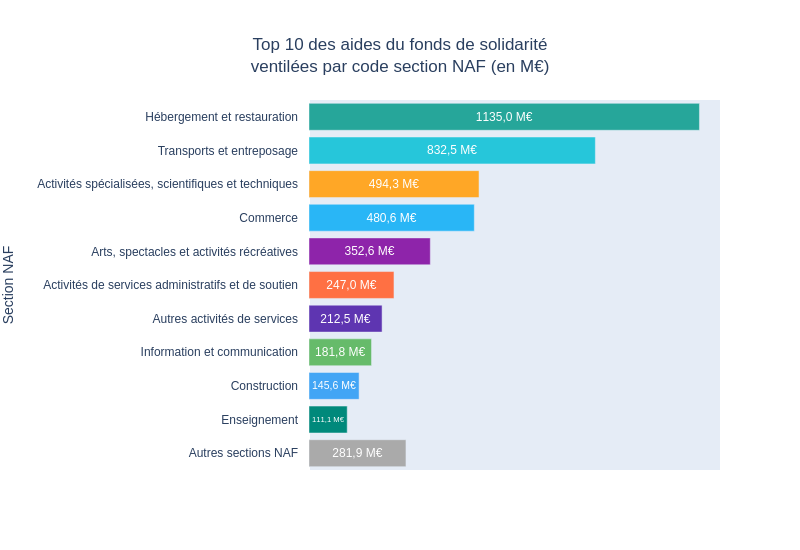 Top 10 des aides du fonds de solidarité
ventilées par code section NAF (en M€)
Section NAF
Hébergement et restauration 1135,0 M€
Transports et entreposage 832,5 M€
Activités spécialisées, scientifiques et techniques 494,3 M€
Commerce 480,6 M€
Arts, spectacles et activités récréatives 352,6 M€
Activités de services administratifs et de soutien 247,0 M€
Autres activités de services 212,5 M€
Information et communication 181,8 M€
Construction 145,6 M€
Enseignement 111,1 M€
Autres sections NAF 281,9 M€